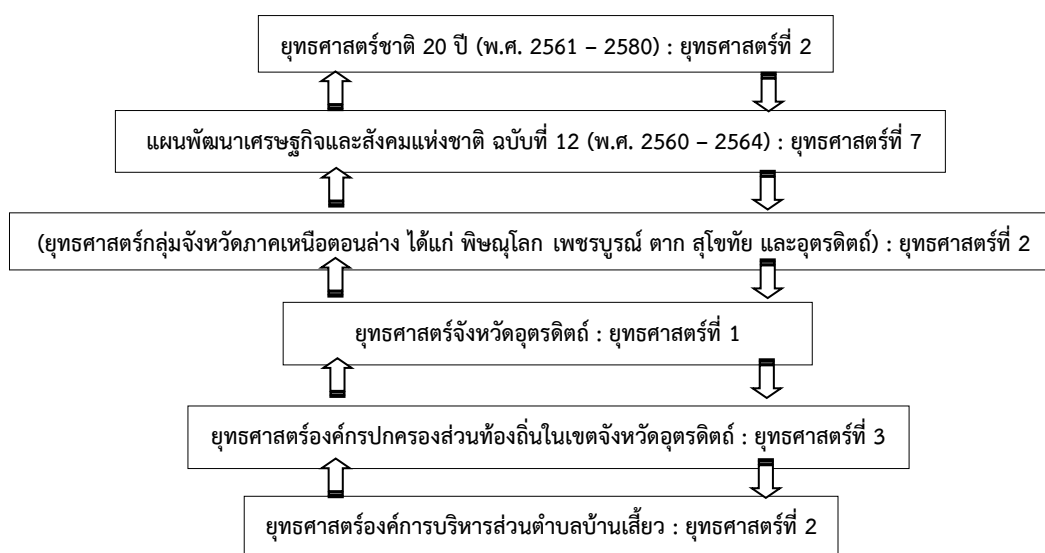 ยุทธศาสตร์ชาติ 20 ปี (พ.ศ. 2561 – 2580) : ยุทธศาสตร์ที่ 2
แผนพัฒนาเศรษฐกิจและสังคมแห่งชาติ ฉบับที่ 12 (พ.ศ. 2560 – 2564) : ยุทธศาสตร์ที่ 7
(ยุทธศาสตร์กลุ่มจังหวัดภาคเหนือตอนล่าง ได้แก่ พิษณุโลก เพชรบูรณ์ ตาก สุโขทัย และอุตรดิตถ์) : ยุทธศาสตร์ที่ 2
ยุทธศาสตร์จังหวัดอุตรดิตถ์ : ยุทธศาสตร์ที่ 1
ยุทธศาสตร์องค์กรปกครองส่วนท้องถิ่นในเขตจังหวัดอุตรดิตถ์ : ยุทธศาสตร์ที่ 3
ยุทธศาสตร์องค์การบริหารส่วนตำบลบ้านเสี้ยว : ยุทธศาสตร์ที่ 2